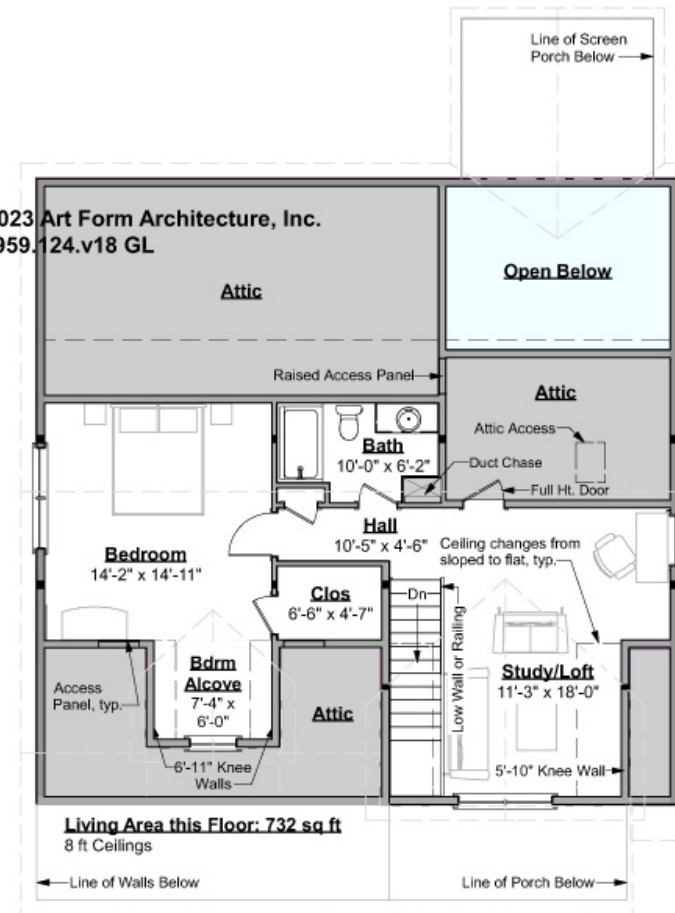 Line of Screen
Porch Below
023 Art Form Architecture, Inc.
959.124.v18 GL
Attic
Open Below
Raised Access Panel
Attic
Attic Access
Bath
10'-0" x 6'-2"
Duct Chase
Full Ht. Door
Hall
10'-5" x 4'-6"
Ceiling changes from
sloped to flat, typ.
Bedroom
14'-2" x 14'-11"
Clos
6'-6" x 4'-7"
Dn
Low Wall or Railing
Bdrm
Alcove
7'-4" x
6'-0"
Study/Loft
11'-3" x 18'-0"
Access
Panel, typ.
Attic
6'-11" Knee
Walls
5'-10" Knee Wall
Living Area this Floor: 732 sq ft
8 ft Ceilings
Line of Walls Below
Line of Porch Below